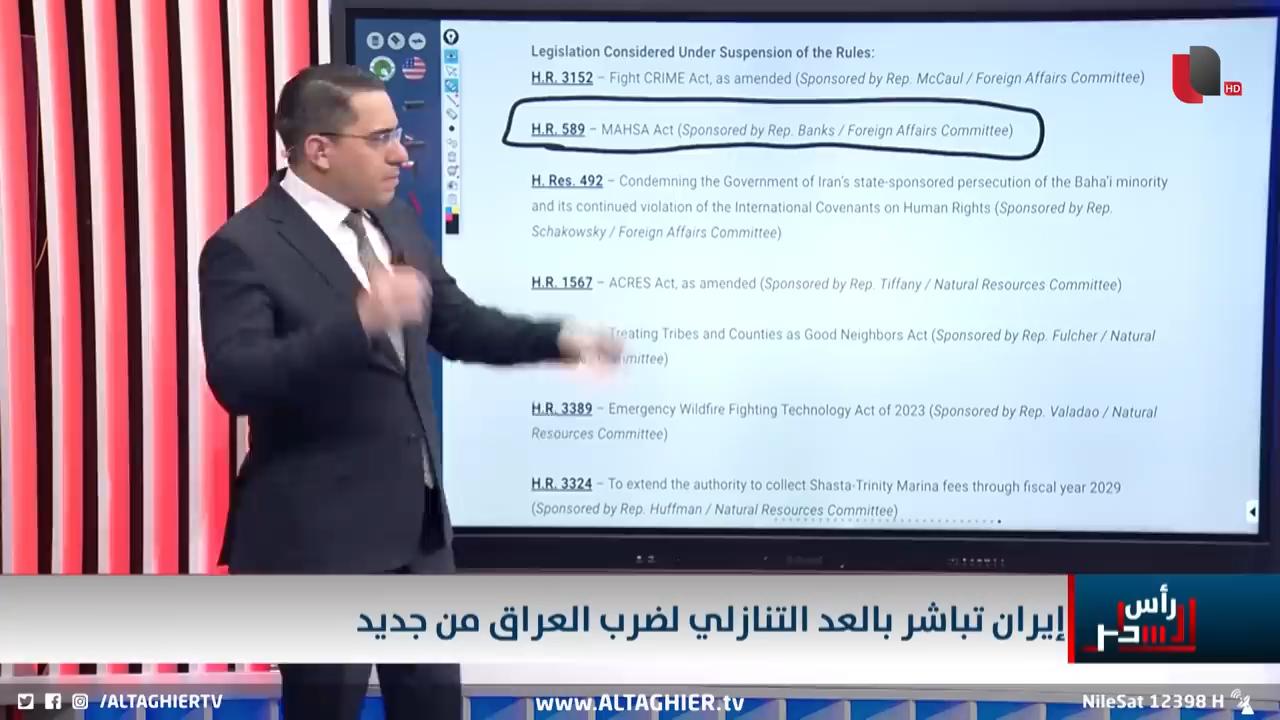 Legislation Considered Under Suspension of the Rules:
H.R. 3152 – Fight CRIME Act, as amended (Sponsored by Rep. McCaul / Foreign Affairs Committee)
H.R. 589 – MAHSA Act (Sponsored by Rep. Banks / Foreign Affairs Committee)
H. Res. 492 – Condemning the Government of Iran's state-sponsored persecution of the Baha'i minority
and its continued violation of the International Covenants on Human Rights (Sponsored by Rep.
Schakowsky / Foreign Affairs Committee)
H.R. 1567 – ACRES Act, as amended (Sponsored by Rep. Tiffany / Natural Resources Committee)
Treating Tribes and Counties as Good Neighbors Act (Sponsored by Rep. Fulcher / Natural
H.R. 3389 – Emergency Wildfire Fighting Technology Act of 2023 (Sponsored by Rep. Valadao / Natural
Resources Committee)
H.R. 3324 – To extend the authority to collect Shasta-Trinity Marina fees through fiscal year 2029
(Sponsored by Rep. Huffman / Natural Resources Committee)
HD
رأس
السطر
إيران تباشر بالعد التنازلي لضرب العراق من جديد
/ALTAGHIERTV
www.ALTAGHIER.tv
NileSat 12398 H